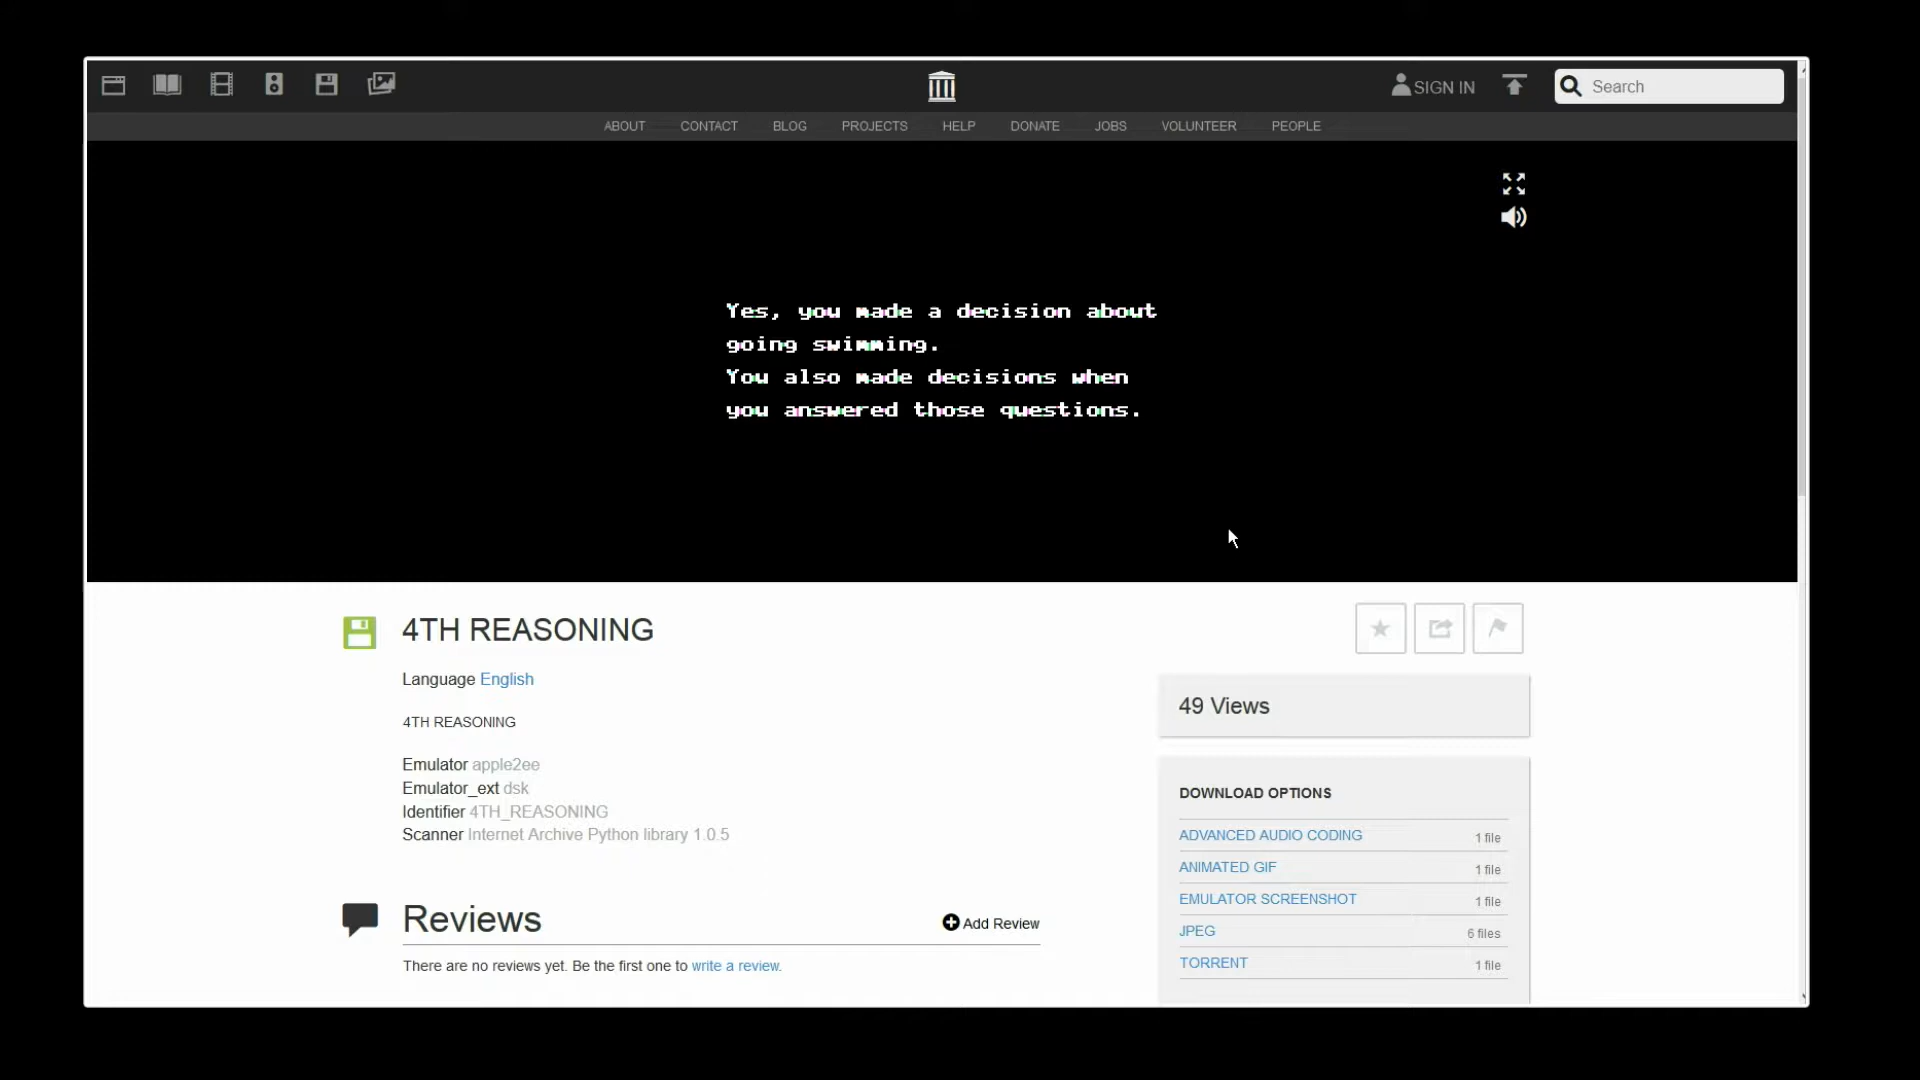 SIGN IN
Search
ABOUT
CONTACT
BLOG
PROJECTS
HELP
DONATE
JOBS
VOLUNTEER
PEOPLE
Yes, you made a decision about
going swimming.
You also made decisions when
you answered those questions.
4TH REASONING
Language English
4TH REASONING
Emulator apple2ee
Emulator_ext dsk
Identifier 4TH_REASONING
Scanner Internet Archive Python library 1.0.5
Reviews
Add Review
There are no reviews yet. Be the first one to write a review.
49 Views
DOWNLOAD OPTIONS
ADVANCED AUDIO CODING 1 file
ANIMATED GIF 1 file
EMULATOR SCREENSHOT 1 file
JPEG 6 files
TORRENT 1 file